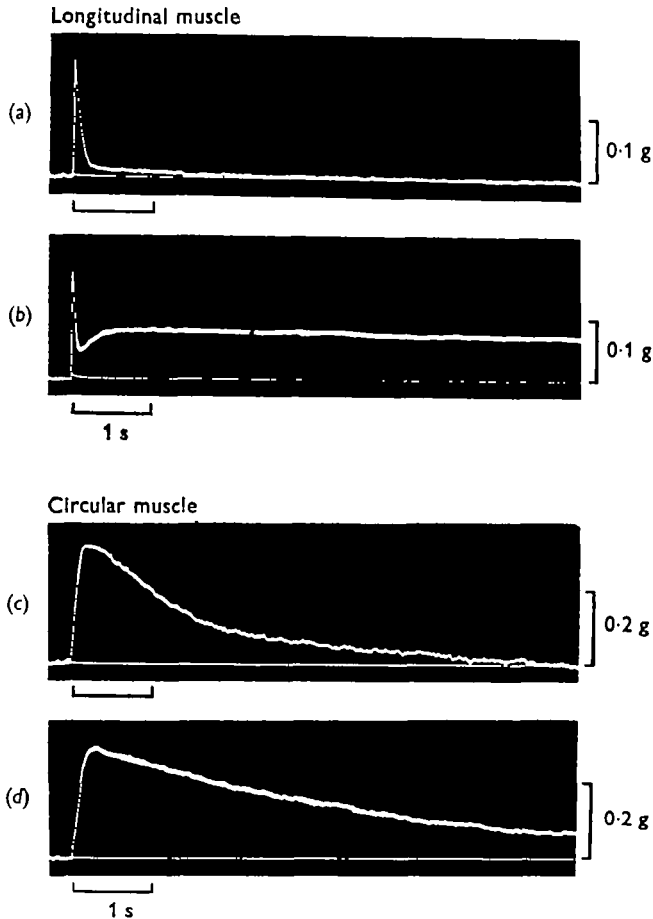 Longitudinal muscle
(a)
0·1 g
(b)
0·1 g
1 s
Circular muscle
(c)
0·2 g
(d)
0·2 g
1 s